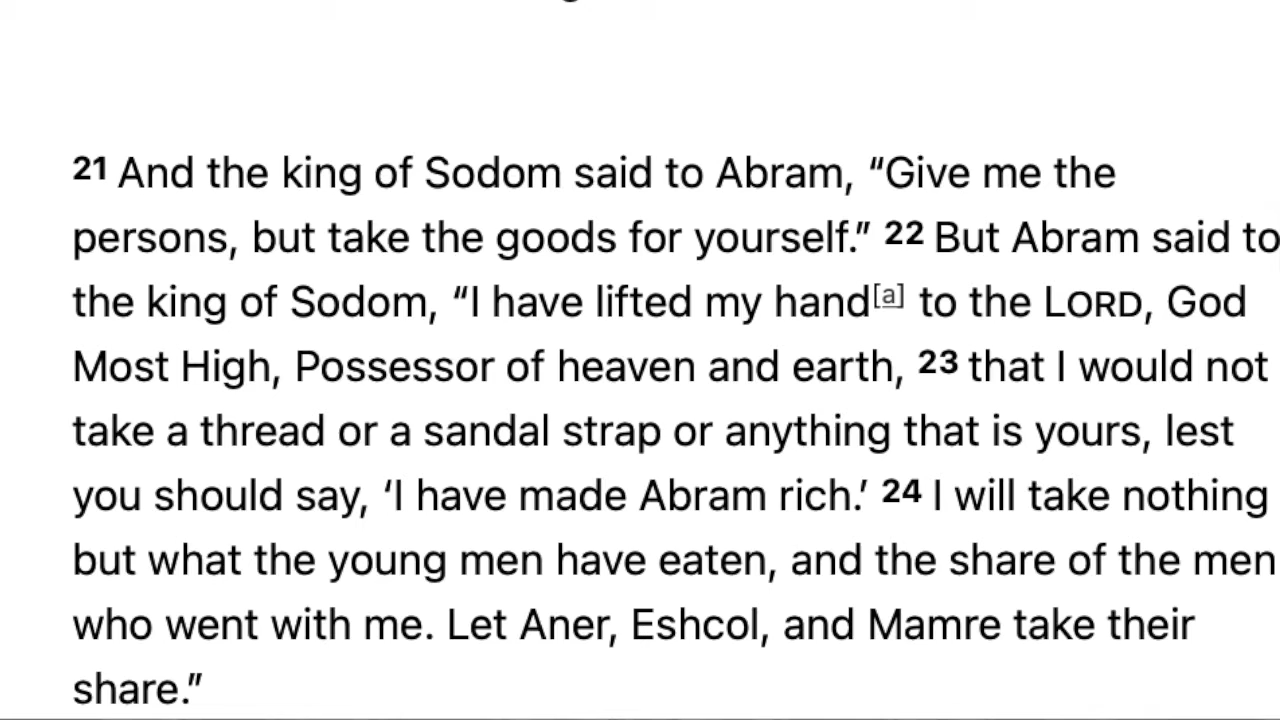 21 And the king of Sodom said to Abram, “Give me the
persons, but take the goods for yourself.” 22 But Abram said to
the king of Sodom, “I have lifted my hand[a] to the LORD, God
Most High, Possessor of heaven and earth, 23 that I would not
take a thread or a sandal strap or anything that is yours, lest
you should say, ‘I have made Abram rich.’ 24 I will take nothing
but what the young men have eaten, and the share of the men
who went with me. Let Aner, Eshcol, and Mamre take their
share.”